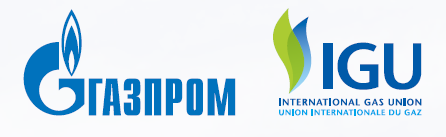 ГАЗПРОМ
IGU
INTERNATIONAL GAS UNION
UNION INTERNATIONALE DU GAZ